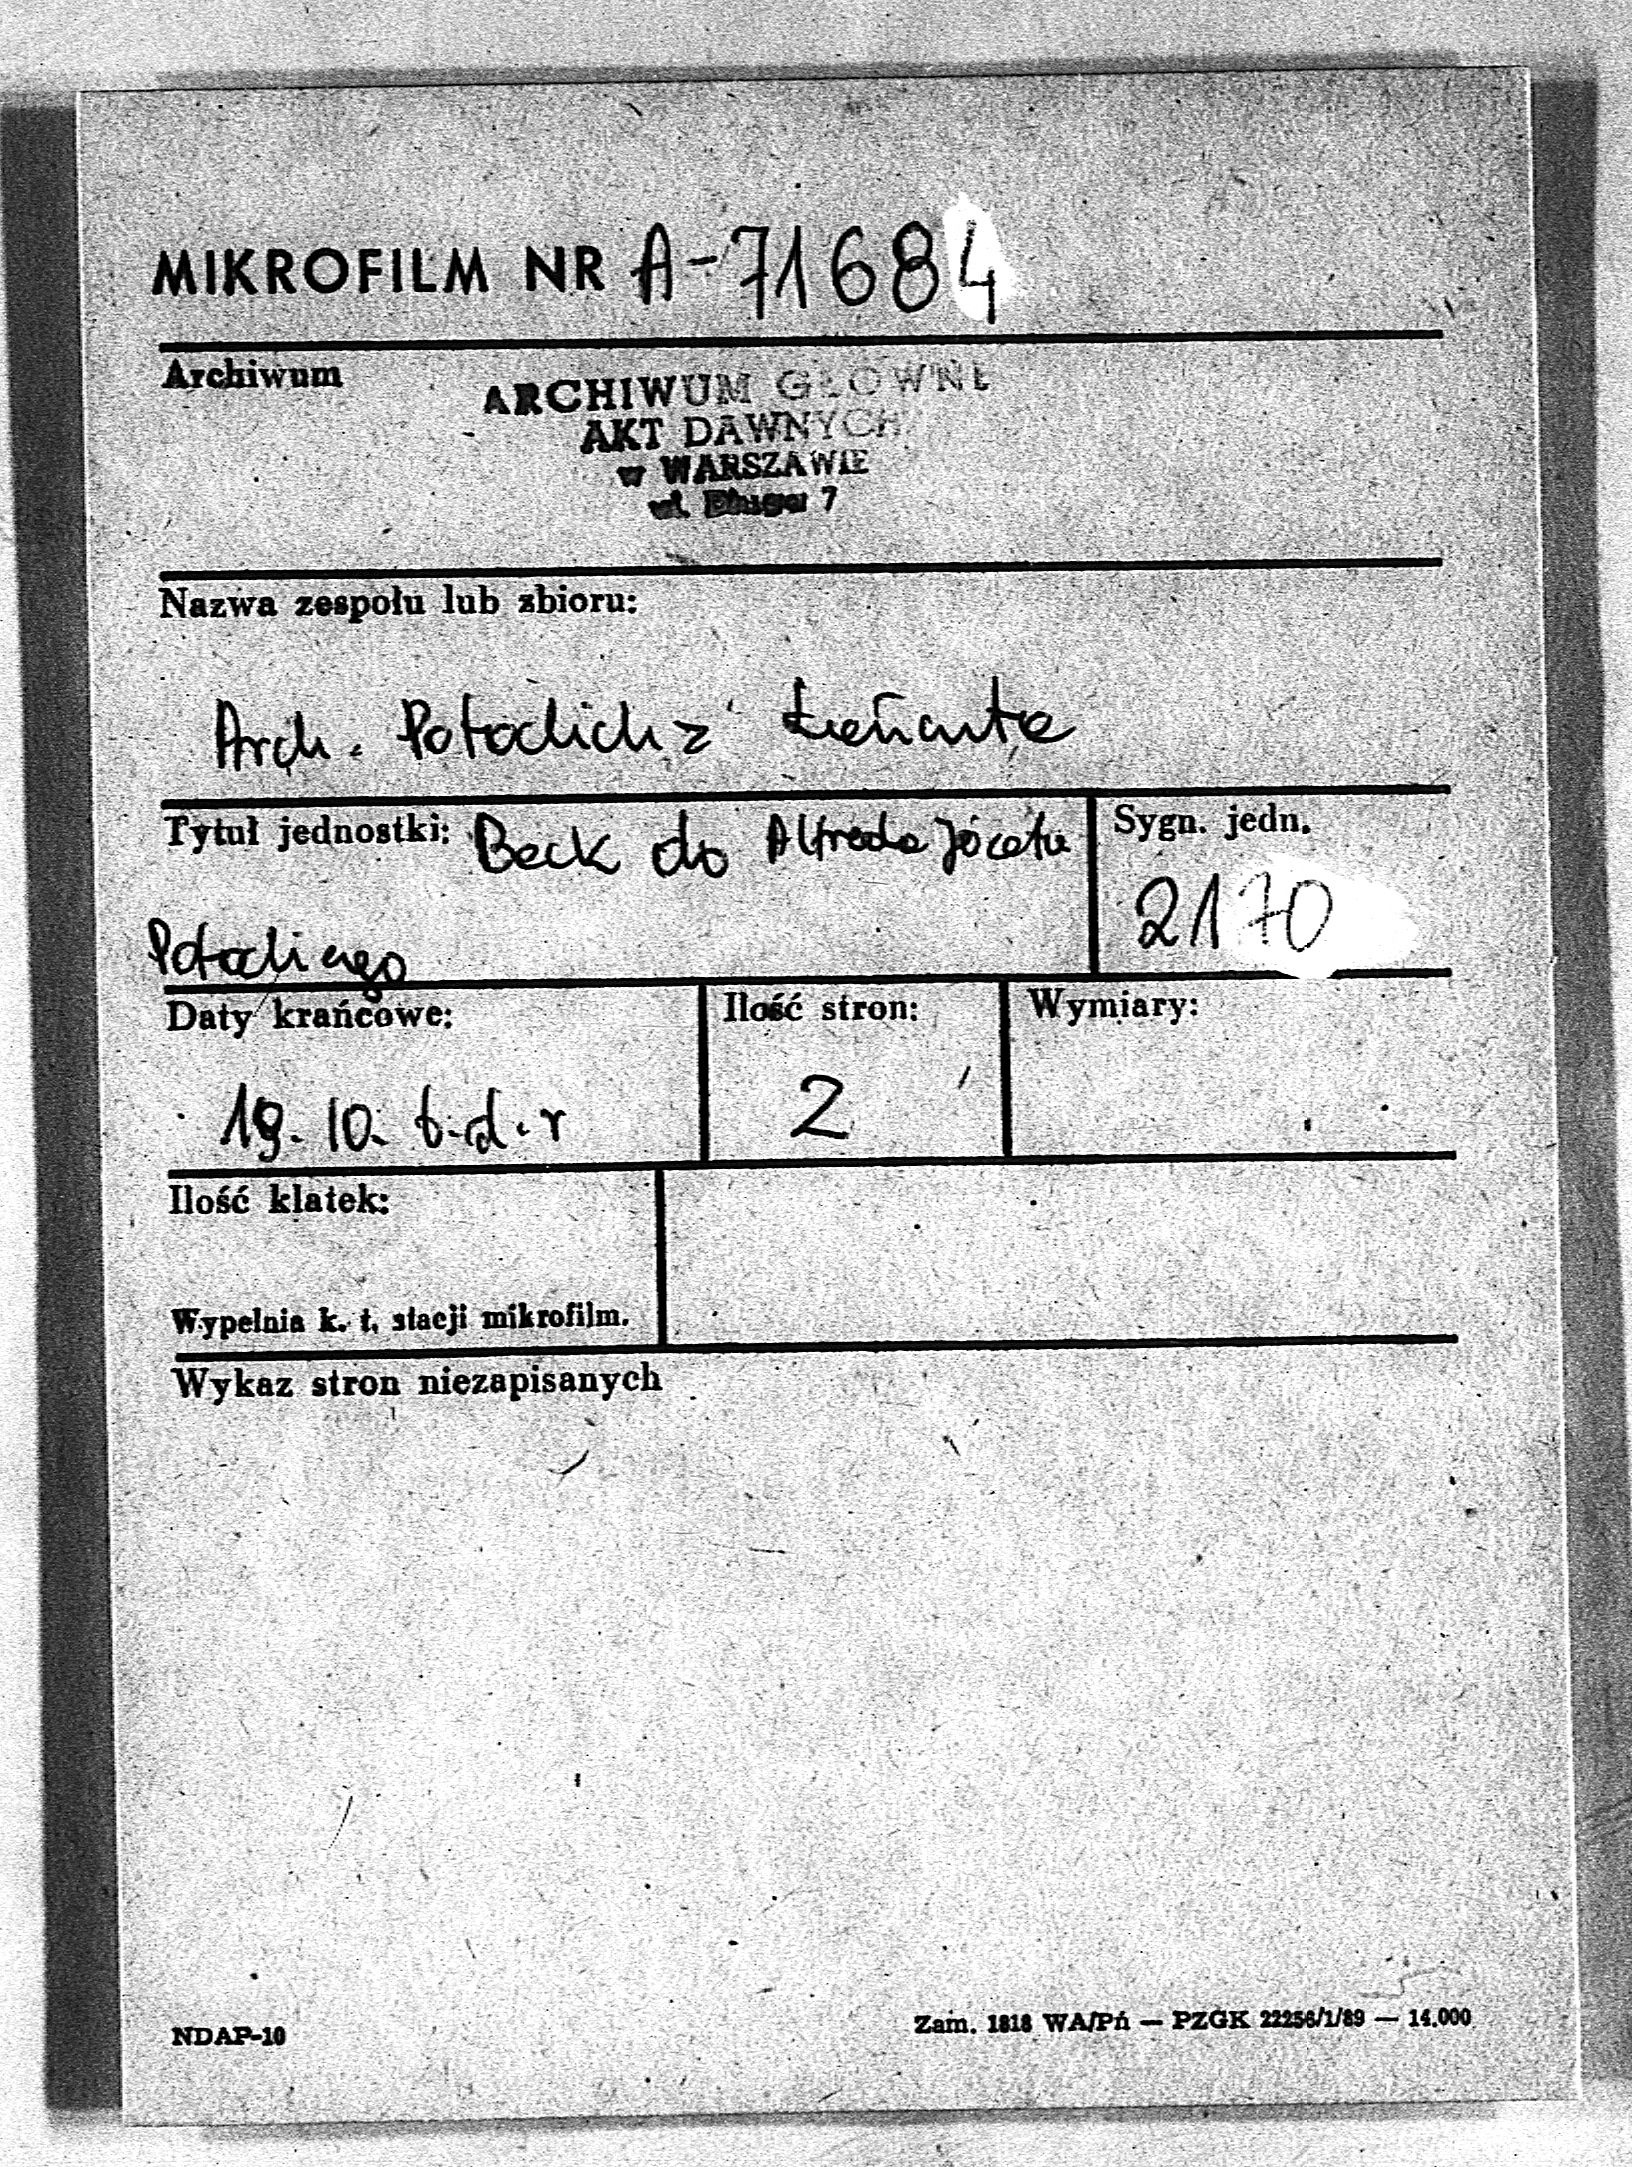 MIKROFILM NR A-71684
Archiwum
ARCHIWUM GŁÓWNE
AKT DAWNYCH
w WARSZAWIE
ul. Długa 7
Nazwa zespołu lub zbioru:
Arch. Potockich z Łańcuta
Tytuł jednostki: Beck do Alfreda Józefa
Potockiego
Sygn. jedn.
2170
Daty krańcowe:
19. 10. b.d.r
Ilość stron:
2
Wymiary:
Ilość klatek:
Wypełnia k. t. stacji mikrofilm.
Wykaz stron niezapisanych
NDAP-10
Zam. 1818 WA/Pń — PZGK 22256/1/89 — 14.000